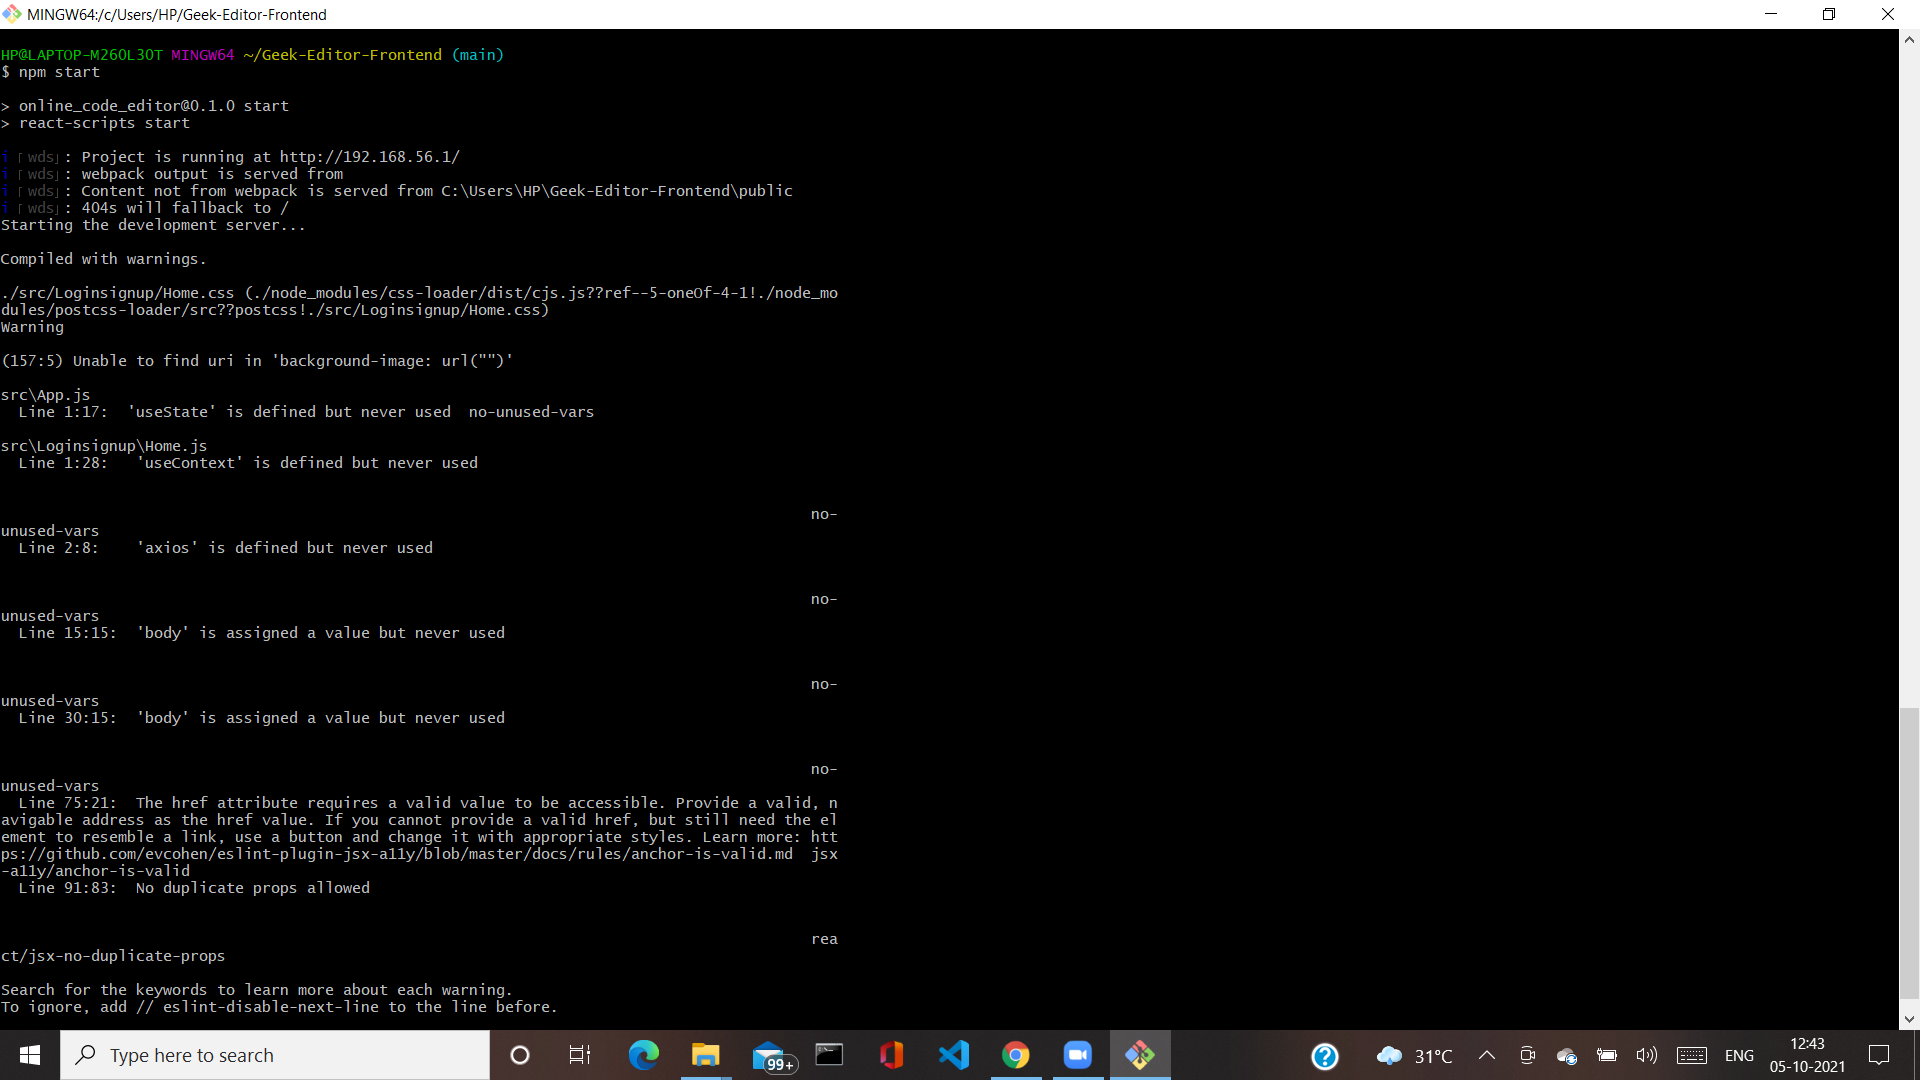 MINGW64:/c/Users/HP/Geek-Editor-Frontend
HP@LAPTOP-M26OL3OT MINGW64 ~/Geek-Editor-Frontend (main)
$ npm start
> online_code_editor@0.1.0 start
> react-scripts start
i ｢wds｣: Project is running at http://192.168.56.1/
i ｢wds｣: webpack output is served from
i ｢wds｣: Content not from webpack is served from C:\Users\HP\Geek-Editor-Frontend\public
i ｢wds｣: 404s will fallback to /
Starting the development server...
Compiled with warnings.
./src/Loginsignup/Home.css (./node_modules/css-loader/dist/cjs.js??ref--5-oneOf-4-1!./node_mo
dules/postcss-loader/src??postcss!./src/Loginsignup/Home.css)
Warning
(157:5) Unable to find uri in 'background-image: url("")'
src\App.js
Line 1:17:  'useState' is defined but never used  no-unused-vars
src\Loginsignup\Home.js
Line 1:28:   'useContext' is defined but never used
no-
unused-vars
Line 2:8:    'axios' is defined but never used
no-
unused-vars
Line 15:15:  'body' is assigned a value but never used
no-
unused-vars
Line 30:15:  'body' is assigned a value but never used
no-
unused-vars
Line 75:21:  The href attribute requires a valid value to be accessible. Provide a valid, n
avigable address as the href value. If you cannot provide a valid href, but still need the el
ement to resemble a link, use a button and change it with appropriate styles. Learn more: htt
ps://github.com/evcohen/eslint-plugin-jsx-a11y/blob/master/docs/rules/anchor-is-valid.md  jsx
-a11y/anchor-is-valid
Line 91:83:  No duplicate props allowed
rea
ct/jsx-no-duplicate-props
Search for the keywords to learn more about each warning.
To ignore, add // eslint-disable-next-line to the line before.
Type here to search
99+
31°C
ENG
12:43
05-10-2021